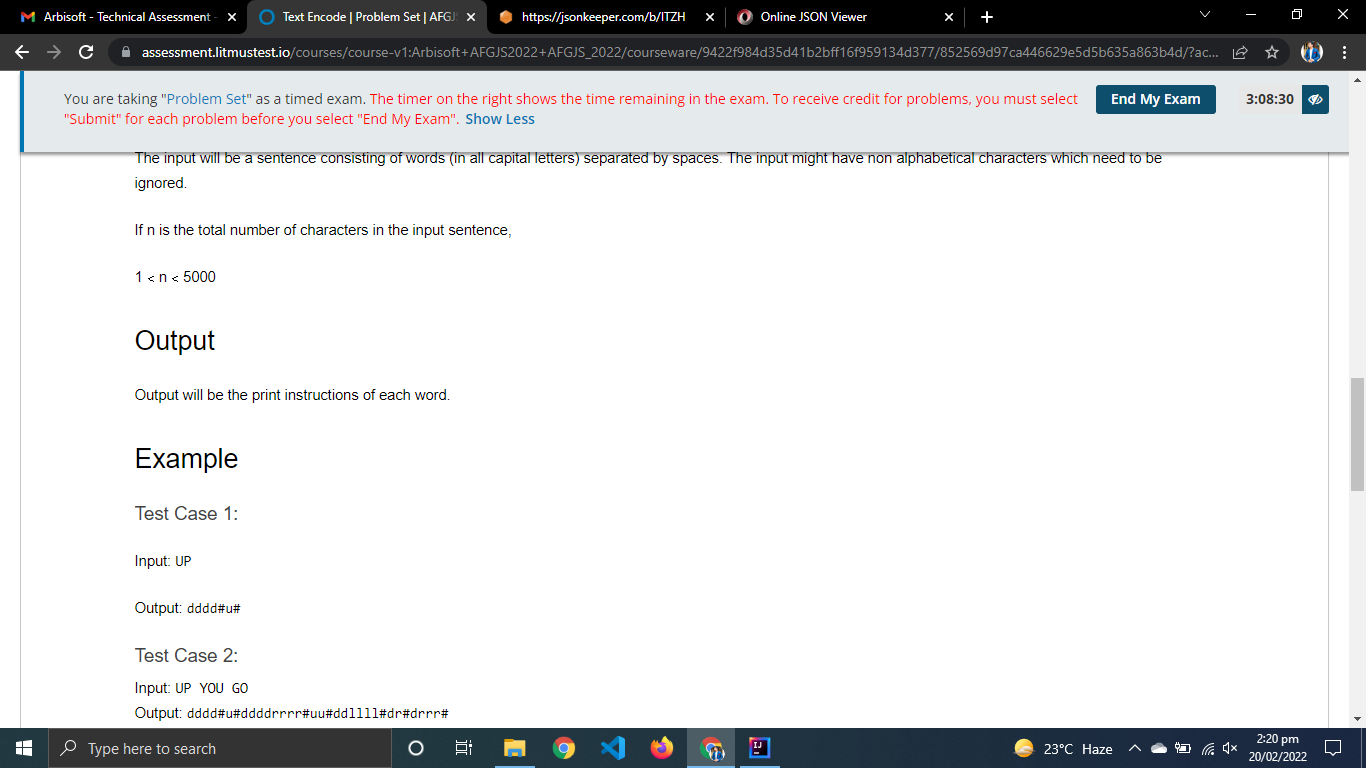 Arbisoft - Technical Assessment -
Text Encode | Problem Set | AFGJS
https://jsonkeeper.com/b/ITZH
Online JSON Viewer
assessment.litmustest.io/courses/course-v1:Arbisoft+AFGJS2022+AFGJS_2022/courseware/9422f984d35d41b2bff16f959134d377/852569d97ca446629e5d5b635a863b4d/?ac...
You are taking "Problem Set" as a timed exam. The timer on the right shows the time remaining in the exam. To receive credit for problems, you must select
"Submit" for each problem before you select "End My Exam". Show Less
End My Exam
3:08:30
The input will be a sentence consisting of words (in all capital letters) separated by spaces. The input might have non alphabetical characters which need to be
ignored.
If n is the total number of characters in the input sentence,
1 < n < 5000
Output
Output will be the print instructions of each word.
Example
Test Case 1:
Input: UP
Output: dddd#u#
Test Case 2:
Input: UP YOU GO
Output: dddd#u#ddddrrrr#uu#ddllll#dr#drrr#
Type here to search
IJ
23°C Haze
2:20 pm
20/02/2022